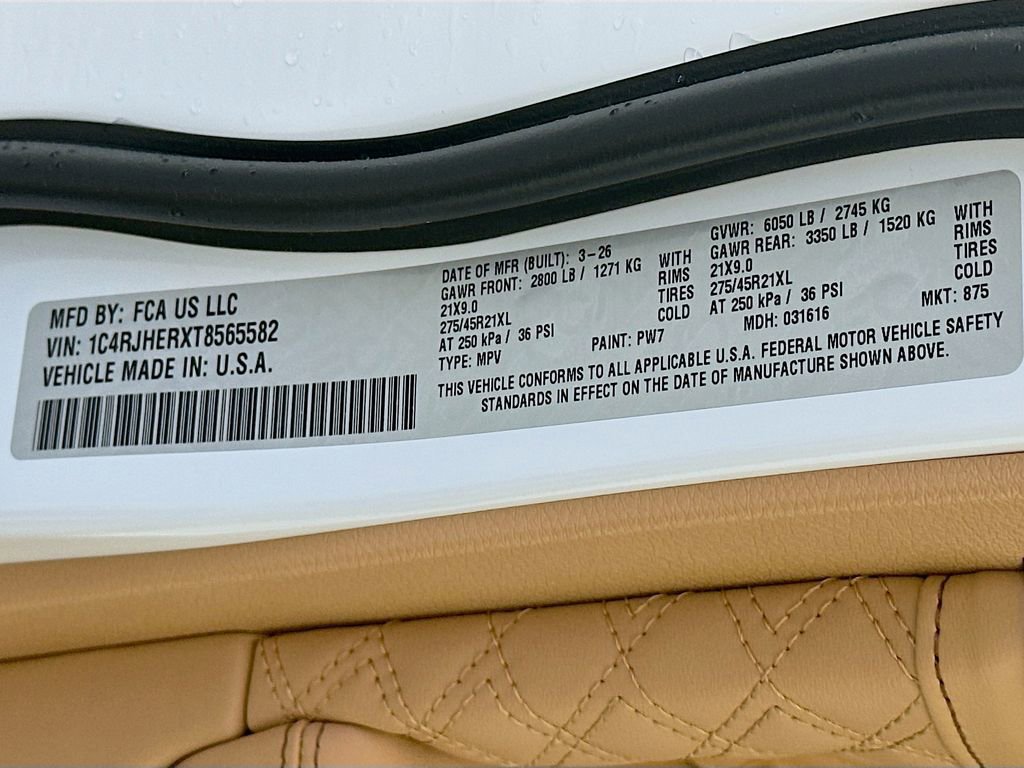 MFD BY: FCA US LLC
VIN: 1C4RJHERXT8565582
VEHICLE MADE IN: U.S.A.
DATE OF MFR (BUILT): 3-26
GAWR FRONT: 2800 LB / 1271 KG WITH
21X9.0 RIMS
275/45R21XL TIRES
AT 250 kPa / 36 PSI COLD
TYPE: MPV PAINT: PW7
GVWR: 6050 LB / 2745 KG
GAWR REAR: 3350 LB / 1520 KG WITH
21X9.0 RIMS
275/45R21XL TIRES
AT 250 kPa / 36 PSI COLD
MDH: 031616 MKT: 875
THIS VEHICLE CONFORMS TO ALL APPLICABLE U.S.A. FEDERAL MOTOR VEHICLE SAFETY
STANDARDS IN EFFECT ON THE DATE OF MANUFACTURE SHOWN ABOVE.